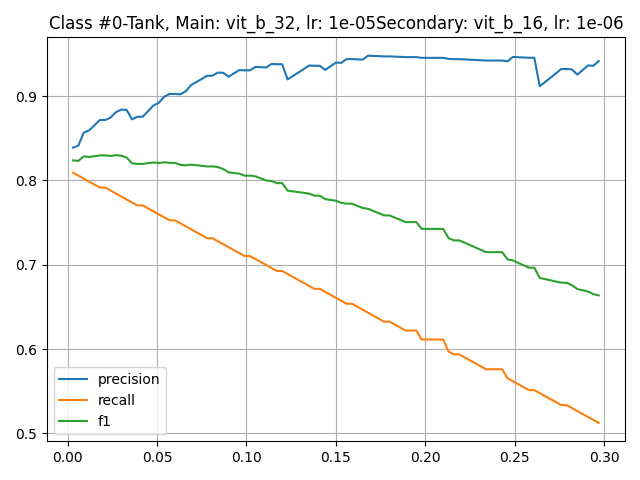 Class #0-Tank, Main: vit_b_32, lr: 1e-05Secondary: vit_b_16, lr: 1e-06
0.9
0.8
0.7
0.6
0.5
precision
recall
f1
0.00 0.05 0.10 0.15 0.20 0.25 0.30